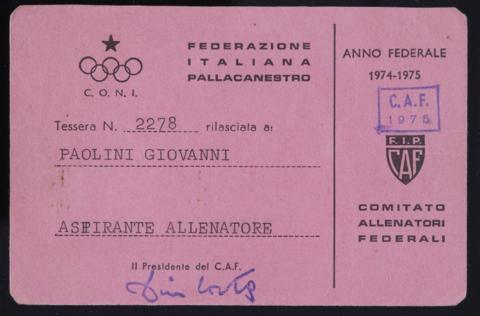 C. O. N. I.
FEDERAZIONE
ITALIANA
PALLACANESTRO
Tessera N. 2278 rilasciata a:
PAOLINI GIOVANNI
ASPIRANTE ALLENATORE
Il Presidente del C.A.F.
ANNO FEDERALE
1974-1975
C.A.F.
1975
F.I.P.
CAF
COMITATO
ALLENATORI
FEDERALI